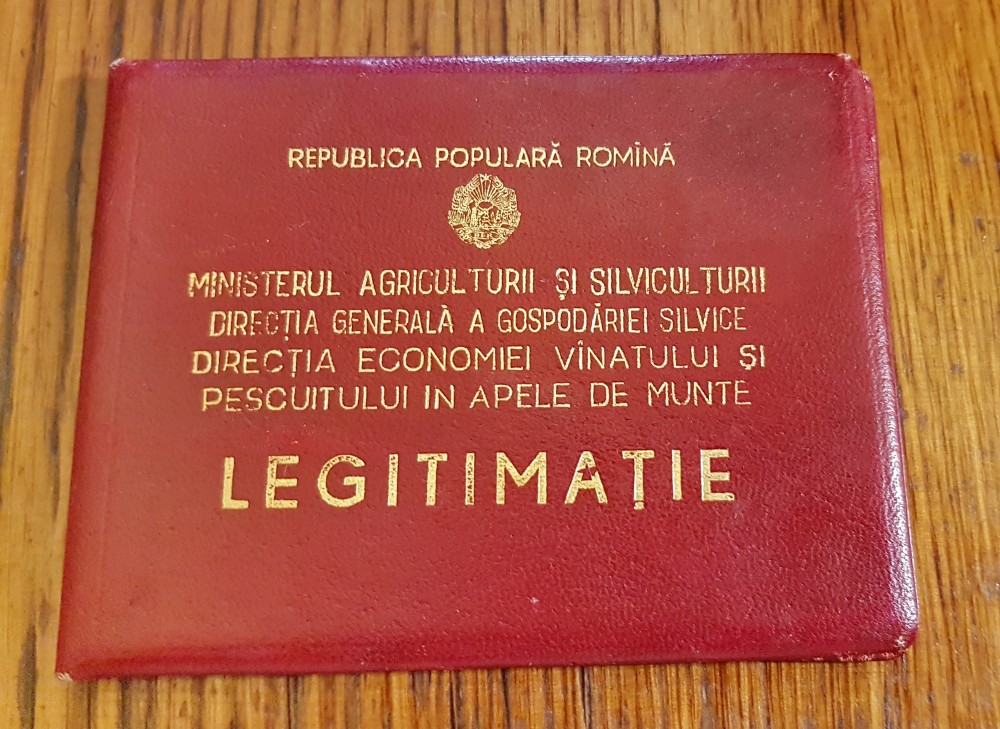 REPUBLICA POPULARĂ ROMÎNĂ
MINISTERUL AGRICULTURII ȘI SILVICULTURII
DIRECȚIA GENERALĂ A GOSPODĂRIEI SILVICE
DIRECȚIA ECONOMIEI VÎNATULUI ȘI
PESCUITULUI IN APELE DE MUNTE
LEGITIMAȚIE